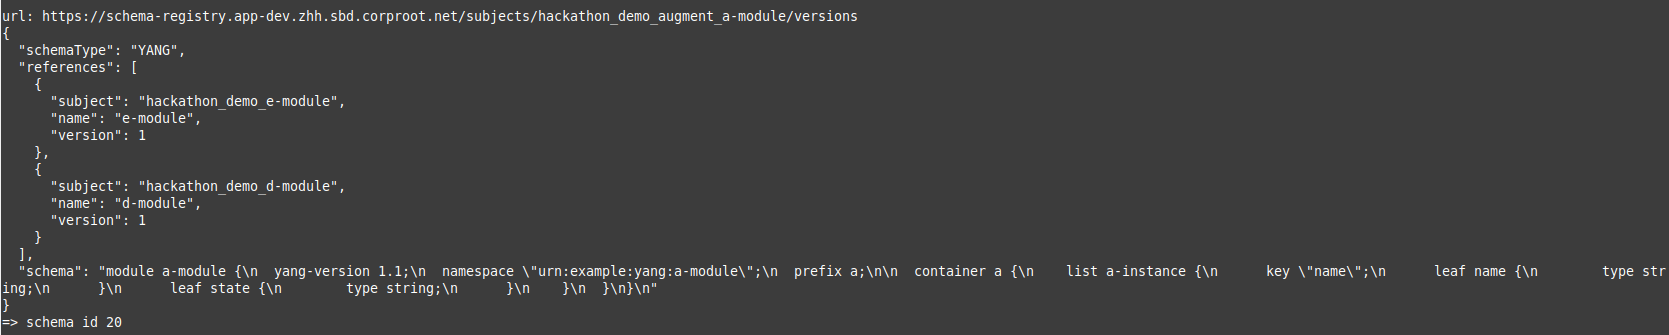 url: https://schema-registry.app-dev.zhh.sbd.corproot.net/subjects/hackathon_demo_augment_a-module/versions
{
  "schemaType": "YANG",
  "references": [
    {
      "subject": "hackathon_demo_e-module",
      "name": "e-module",
      "version": 1
    },
    {
      "subject": "hackathon_demo_d-module",
      "name": "d-module",
      "version": 1
    }
  ],
  "schema": "module a-module {\n  yang-version 1.1;\n  namespace \"urn:example:yang:a-module\";\n  prefix a;\n\n  container a {\n    list a-instance {\n      key \"name\";\n      leaf name {\n        type str
ing;\n      }\n      leaf state {\n        type string;\n      }\n    }\n  }\n}\n"
}
=> schema id 20